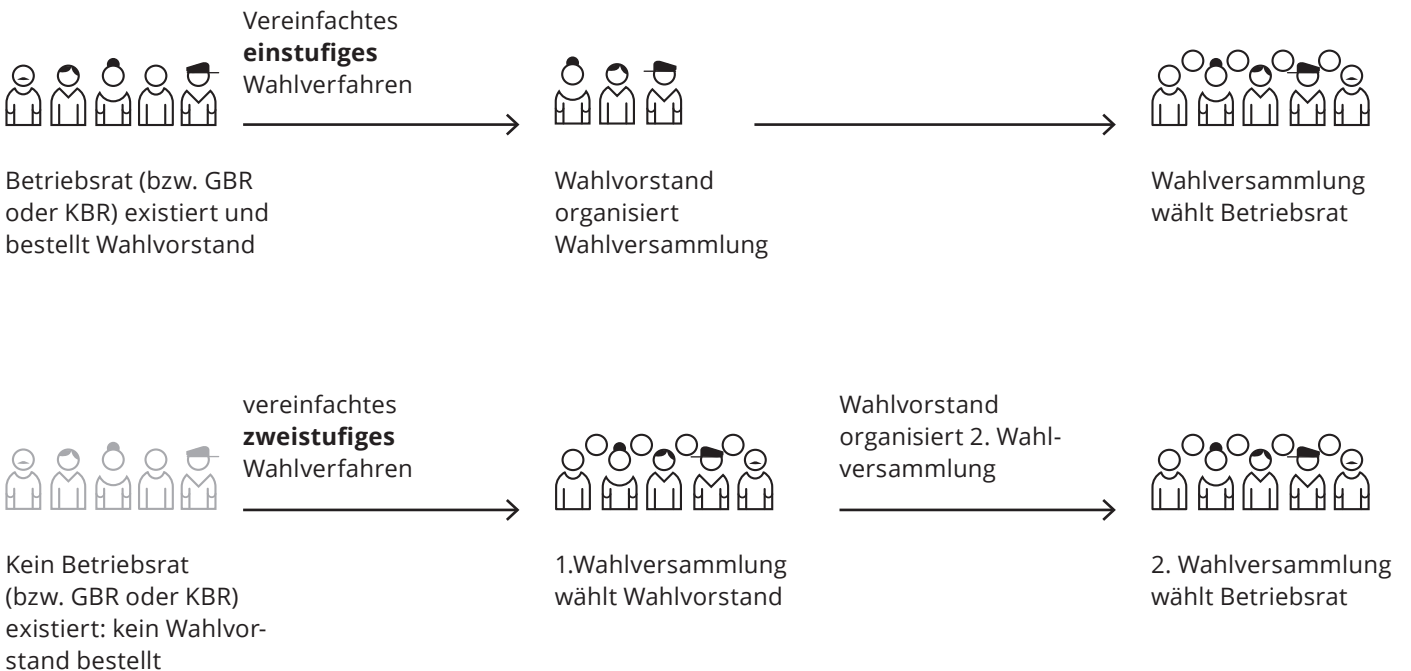 Vereinfachtes
einstufiges
Wahlverfahren
Betriebsrat (bzw. GBR
oder KBR) existiert und
bestellt Wahlvorstand
Wahlvorstand
organisiert
Wahlversammlung
Wahlversammlung
wählt Betriebsrat
vereinfachtes
zweistufiges
Wahlverfahren
Wahlvorstand
organisiert 2. Wahl-
versammlung
Kein Betriebsrat
(bzw. GBR oder KBR)
existiert: kein Wahlvor-
stand bestellt
1.Wahlversammlung
wählt Wahlvorstand
2. Wahlversammlung
wählt Betriebsrat